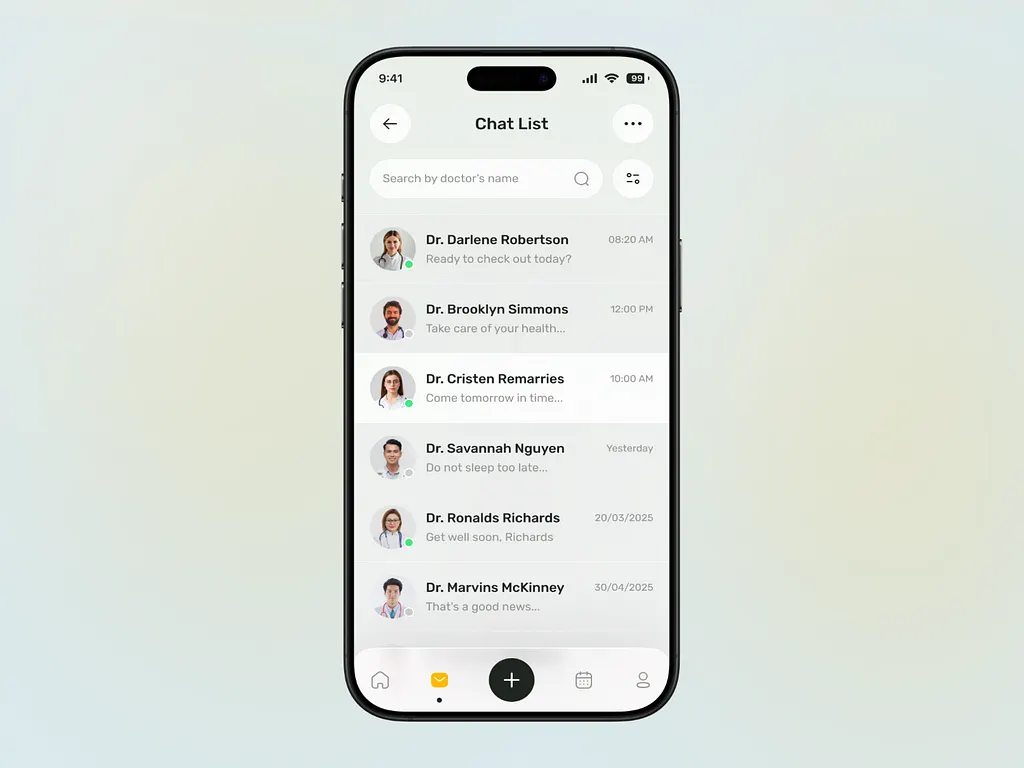 9:41
99
Chat List
Search by doctor's name
Dr. Darlene Robertson 08:20 AM
Ready to check out today?
Dr. Brooklyn Simmons 12:00 PM
Take care of your health...
Dr. Cristen Remarries 10:00 AM
Come tomorrow in time...
Dr. Savannah Nguyen Yesterday
Do not sleep too late...
Dr. Ronalds Richards 20/03/2025
Get well soon, Richards
Dr. Marvins McKinney 30/04/2025
That's a good news...